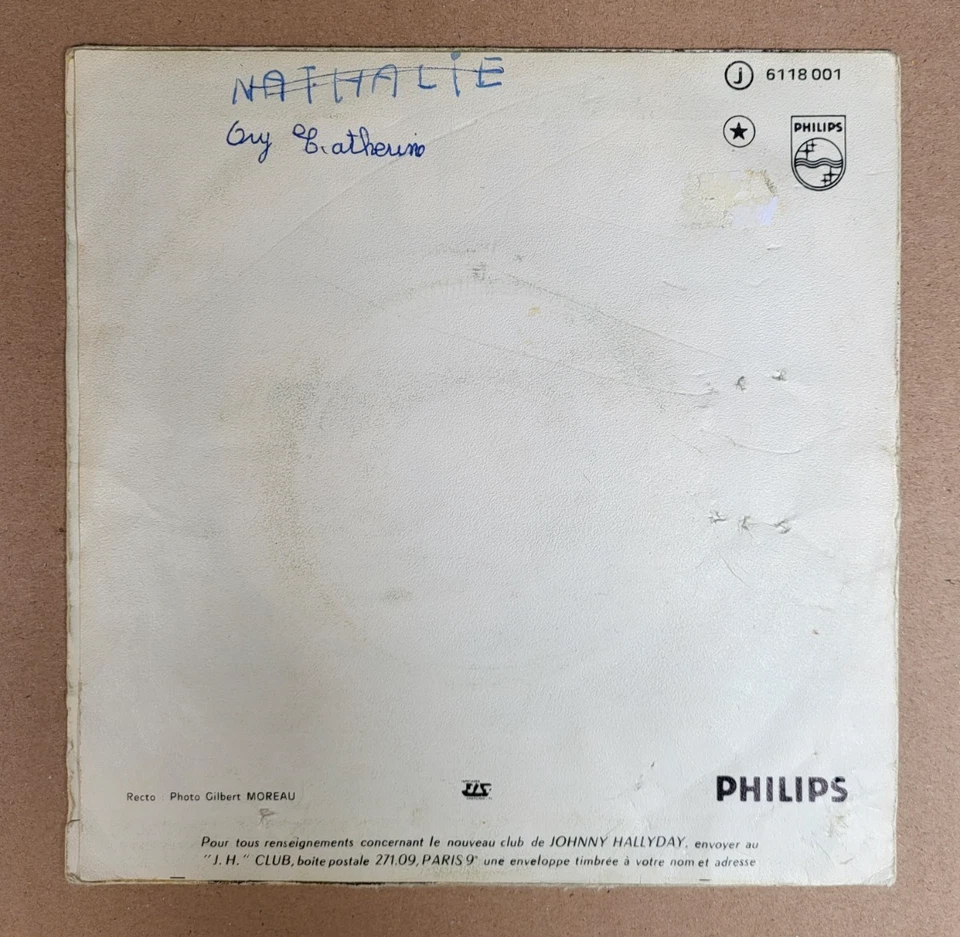 NATHALIE
Gry Catherine
j 6118 001
PHILIPS
Recto Photo Gilbert MOREAU
PHILIPS
Pour tous renseignements concernant le nouveau club de JOHNNY HALLYDAY, envoyer au
"J. H." CLUB, boite postale 271.09, PARIS 9e une enveloppe timbrée à votre nom et adresse